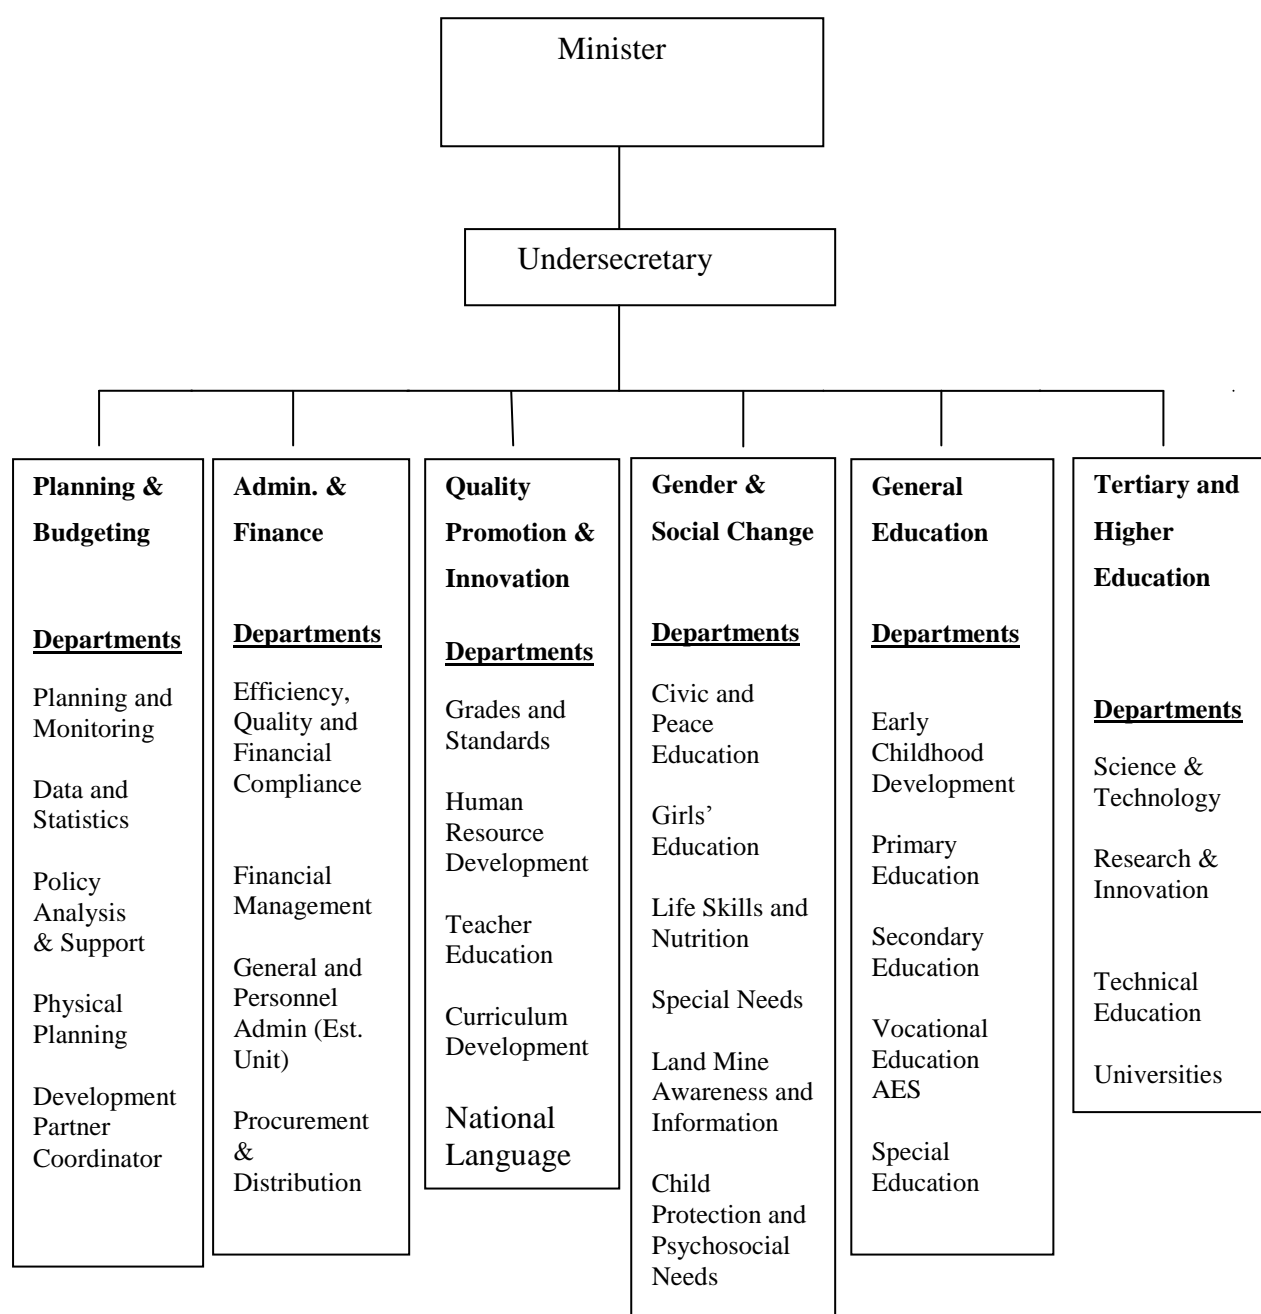 Minister
Undersecretary
Planning &
Budgeting
Departments
Planning and
Monitoring
Data and
Statistics
Policy
Analysis
& Support
Physical
Planning
Development
Partner
Coordinator
Admin. &
Finance
Departments
Efficiency,
Quality and
Financial
Compliance
Financial
Management
General and
Personnel
Admin (Est.
Unit)
Procurement
&
Distribution
Quality
Promotion &
Innovation
Departments
Grades and
Standards
Human
Resource
Development
Teacher
Education
Curriculum
Development
National
Language
Gender &
Social Change
Departments
Civic and
Peace
Education
Girls’
Education
Life Skills and
Nutrition
Special Needs
Land Mine
Awareness and
Information
Child
Protection and
Psychosocial
Needs
General
Education
Departments
Early
Childhood
Development
Primary
Education
Secondary
Education
Vocational
Education
AES
Special
Education
Tertiary and
Higher
Education
Departments
Science &
Technology
Research &
Innovation
Technical
Education
Universities